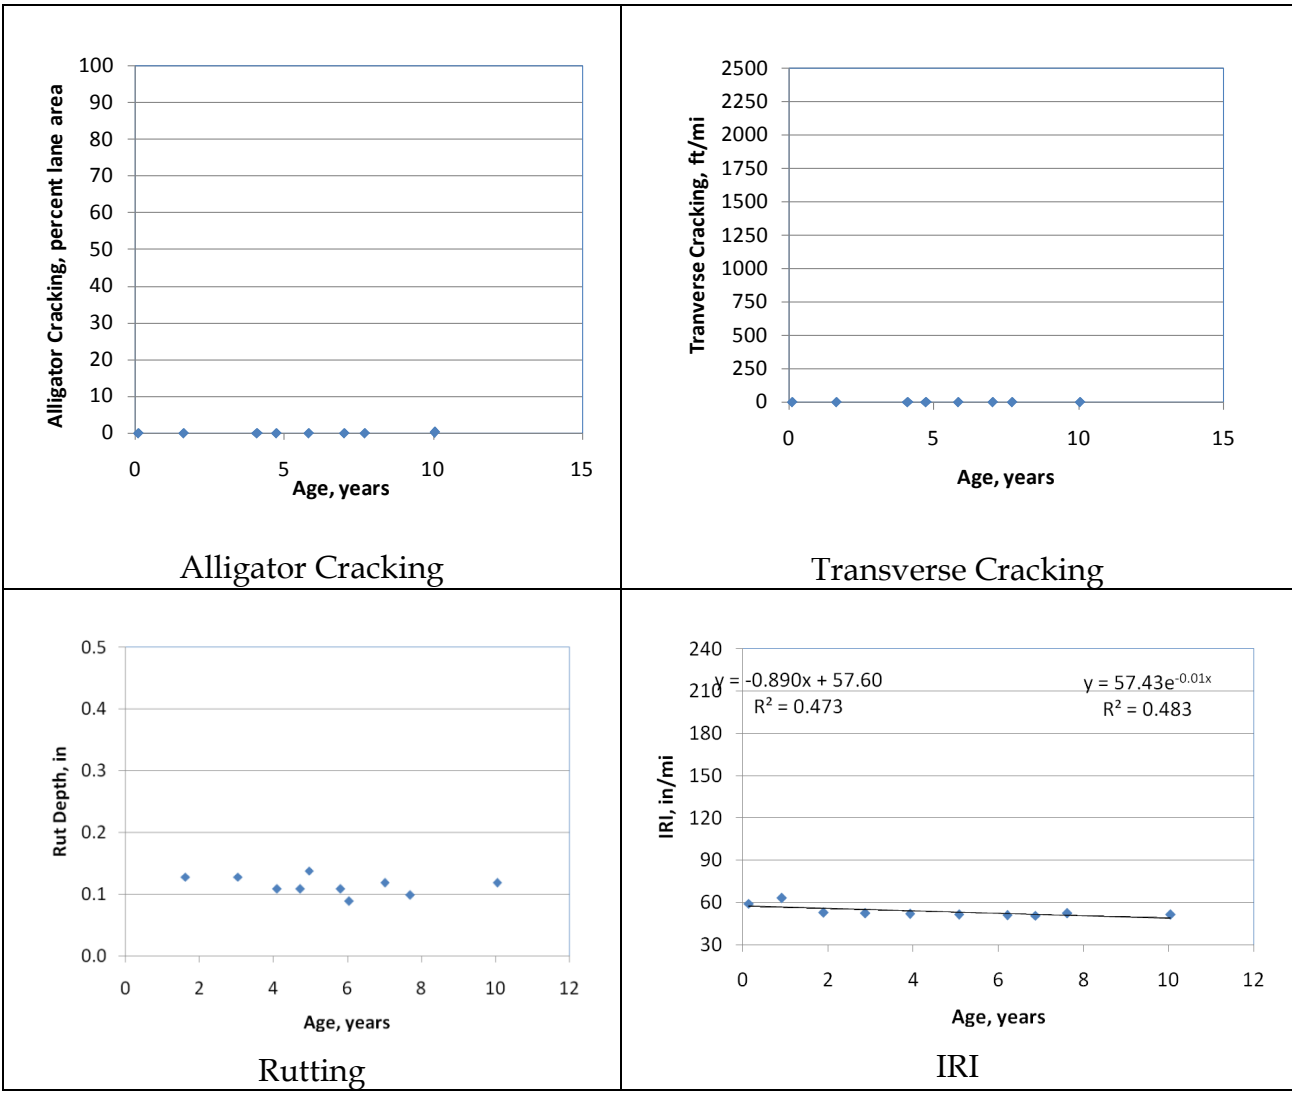 Alligator Cracking, percent lane area
100
90
80
70
60
50
40
30
20
10
0
0 5 10 15
Age, years
Alligator Cracking
Tranverse Cracking, ft/mi
2500
2250
2000
1750
1500
1250
1000
750
500
250
0
0 5 10 15
Age, years
Transverse Cracking
Rut Depth, in
0.5
0.4
0.3
0.2
0.1
0.0
0 2 4 6 8 10 12
Age, years
Rutting
IRI, in/mi
240
210
180
150
120
90
60
30
y = -0.890x + 57.60
R² = 0.473
y = 57.43e^-0.01x
R² = 0.483
0 2 4 6 8 10 12
Age, years
IRI